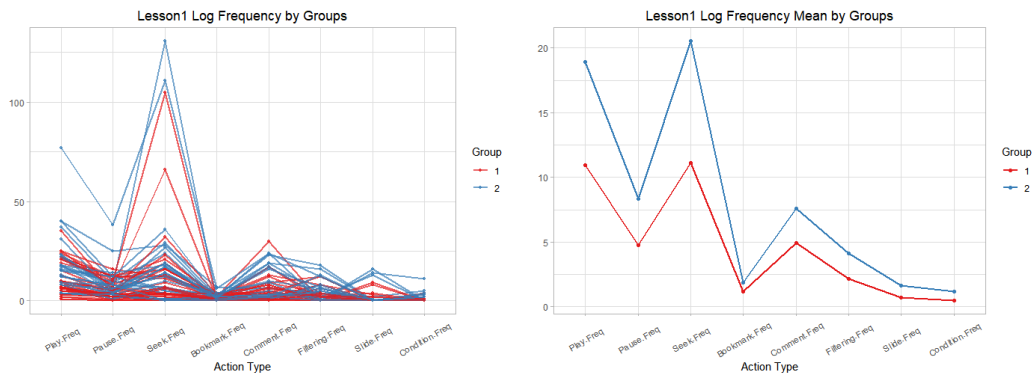 Lesson1 Log Frequency by Groups
100
50
0
Play.Freq
Pause.Freq
Seek.Freq
Bookmark.Freq
Comment.Freq
Filtering.Freq
Slide.Freq
Condition.Freq
Action Type
Group
1
2
Lesson1 Log Frequency Mean by Groups
20
15
10
5
0
Play.Freq
Pause.Freq
Seek.Freq
Bookmark.Freq
Comment.Freq
Filtering.Freq
Slide.Freq
Condition.Freq
Action Type
Group
1
2